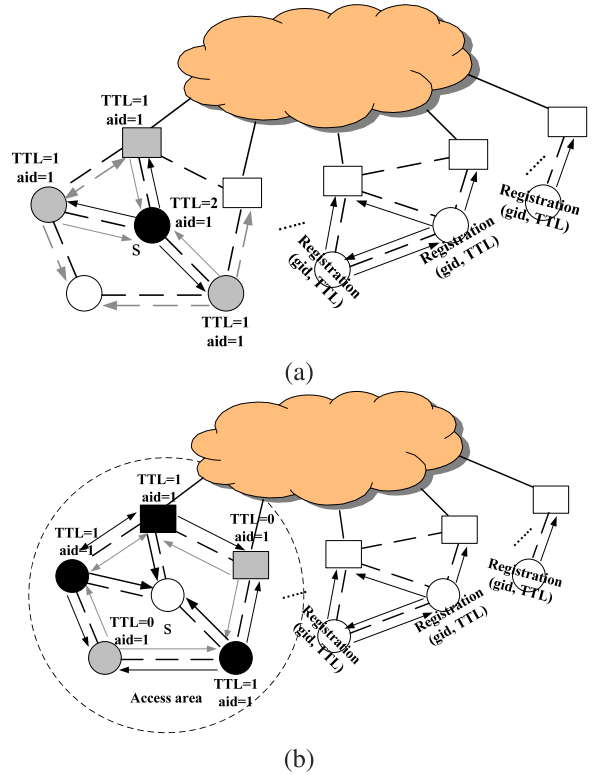 TTL=1
aid=1
TTL=1
aid=1
TTL=2
aid=1
S
TTL=1
aid=1
Registration
(gid, TTL)
Registration
(gid, TTL)
Registration
(gid, TTL)
(a)
TTL=1
aid=1
TTL=0
aid=1
TTL=1
aid=1
TTL=0
aid=1
S
TTL=1
aid=1
Access area
Registration
(gid, TTL)
Registration
(gid, TTL)
Registration
(gid, TTL)
(b)